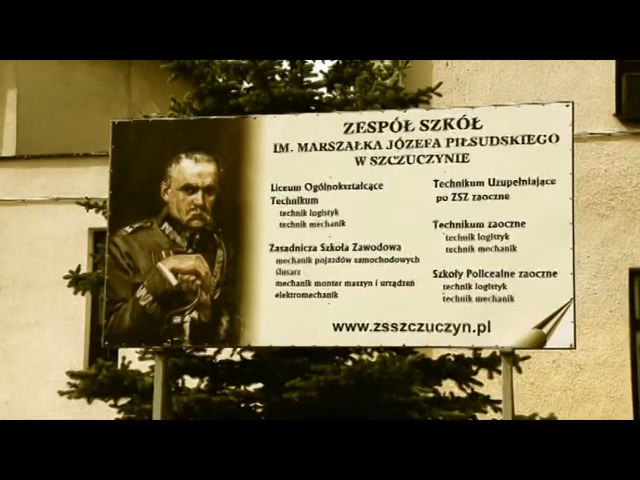 ZESPÓŁ SZKÓŁ
IM. MARSZAŁKA JÓZEFA PIŁSUDSKIEGO
W SZCZUCZYNIE
Liceum Ogólnokształcące
Technikum
technik logistyk
technik mechanik
Zasadnicza Szkoła Zawodowa
mechanik pojazdów samochodowych
ślusarz
mechanik monter maszyn i urządzeń
elektromechanik
Technikum Uzupełniające
po ZSZ zaoczne
Technikum zaoczne
technik logistyk
technik mechanik
Szkoły Policealne zaoczne
technik logistyk
technik mechanik
www.zsszczuczyn.pl